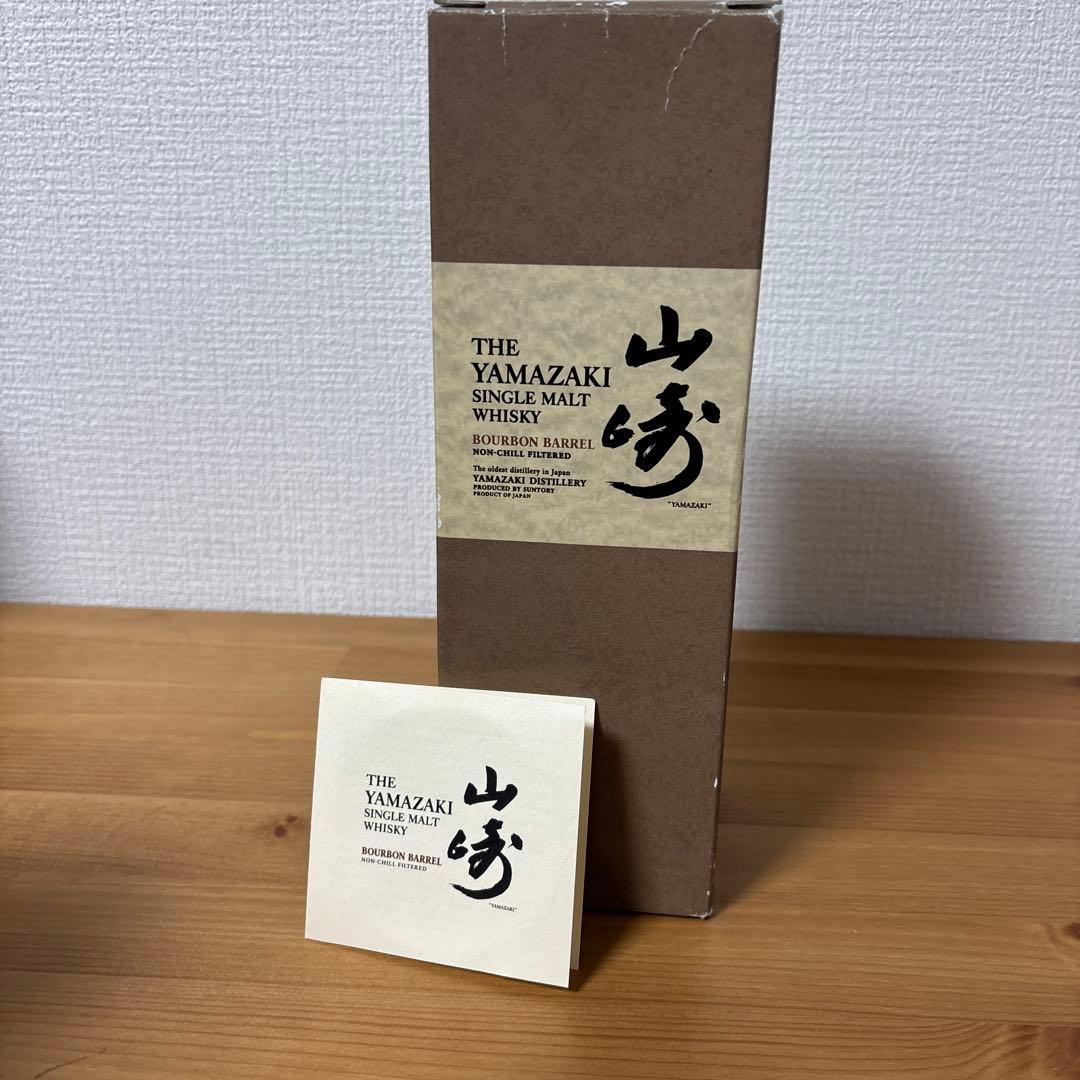 THE
YAMAZAKI
SINGLE MALT
WHISKY
BOURBON BARREL
NON-CHILL FILTERED
The oldest distillery in Japan
YAMAZAKI DISTILLERY
PRODUCED BY SUNTORY
PRODUCT OF JAPAN
山崎
"YAMAZAKI"
THE
YAMAZAKI
SINGLE MALT
WHISKY
BOURBON BARREL
NON-CHILL FILTERED
山崎
"YAMAZAKI"